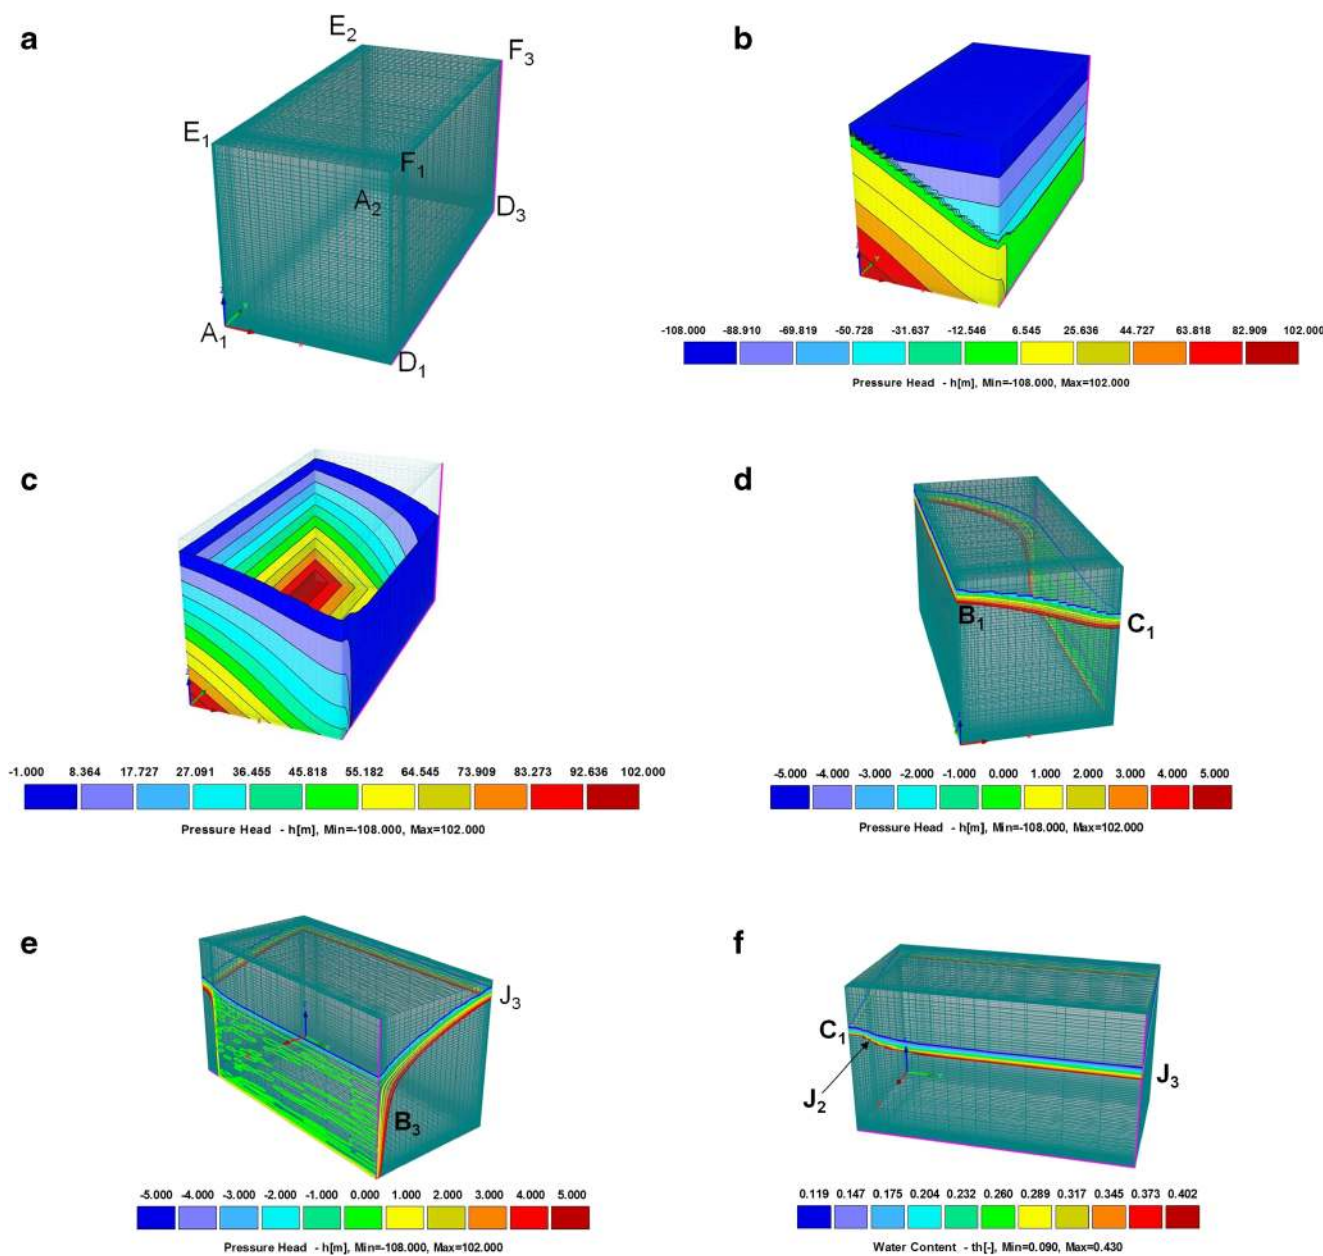 a
E2
F3
E1
F1
A2
D3
A1
D1
b
-108.000 -88.910 -69.819 -50.728 -31.637 -12.546 6.545 25.636 44.727 63.818 82.909 102.000
Pressure Head - h[m], Min=-108.000, Max=102.000
c
-1.000 8.364 17.727 27.091 36.455 45.818 55.182 64.545 73.909 83.273 92.636 102.000
Pressure Head - h[m], Min=-108.000, Max=102.000
d
B1
C1
-5.000 -4.000 -3.000 -2.000 -1.000 0.000 1.000 2.000 3.000 4.000 5.000
Pressure Head - h[m], Min=-108.000, Max=102.000
e
J3
B3
-5.000 -4.000 -3.000 -2.000 -1.000 0.000 1.000 2.000 3.000 4.000 5.000
Pressure Head - h[m], Min=-108.000, Max=102.000
f
C1
J2
J3
0.119 0.147 0.175 0.204 0.232 0.260 0.289 0.317 0.345 0.373 0.402
Water Content - th[-], Min=0.090, Max=0.430